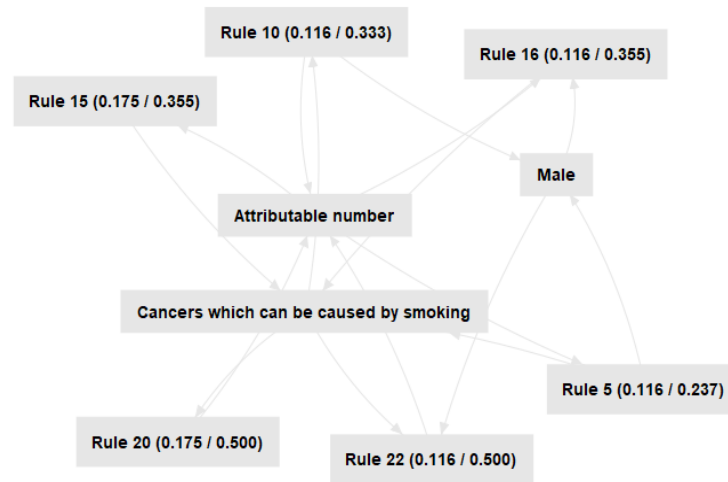 Rule 10 (0.116 / 0.333)
Rule 16 (0.116 / 0.355)
Rule 15 (0.175 / 0.355)
Male
Attributable number
Cancers which can be caused by smoking
Rule 5 (0.116 / 0.237)
Rule 20 (0.175 / 0.500)
Rule 22 (0.116 / 0.500)